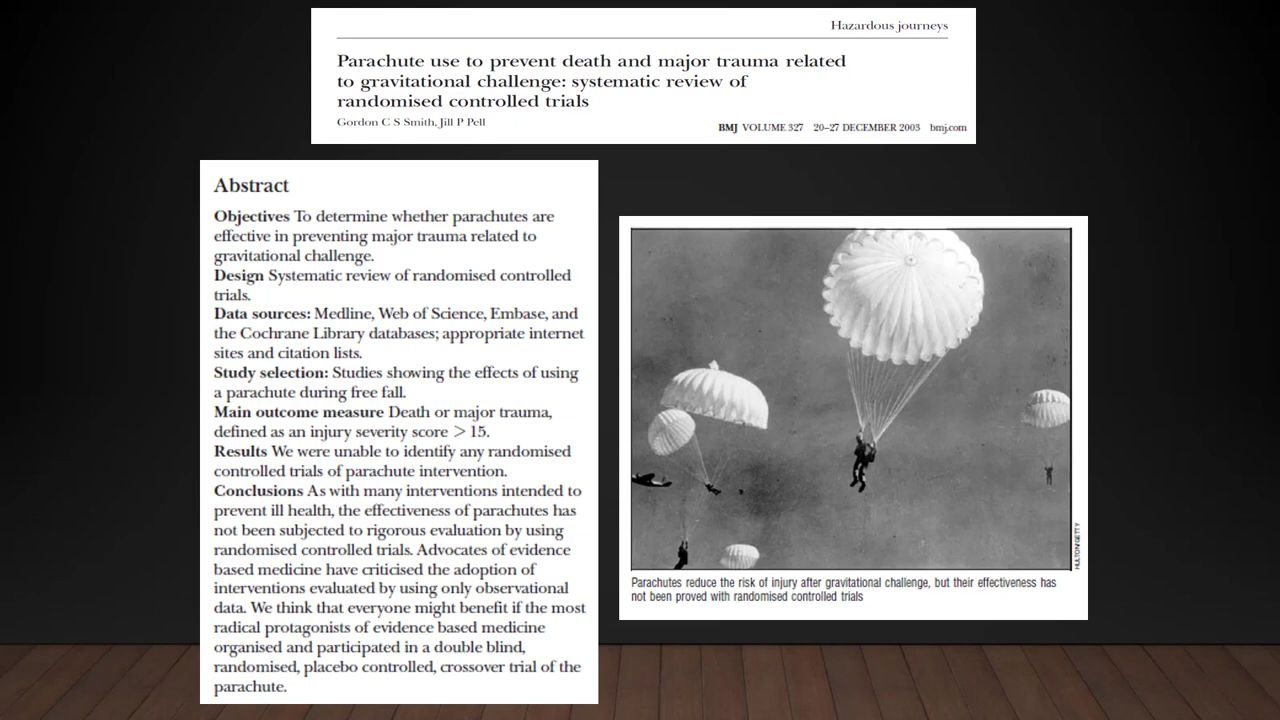 Hazardous journeys
Parachute use to prevent death and major trauma related
to gravitational challenge: systematic review of
randomised controlled trials
Gordon C S Smith, Jill P Pell
BMJ VOLUME 327 20–27 DECEMBER 2003 bmj.com
Abstract
Objectives To determine whether parachutes are
effective in preventing major trauma related to
gravitational challenge.
Design Systematic review of randomised controlled
trials.
Data sources: Medline, Web of Science, Embase, and
the Cochrane Library databases; appropriate internet
sites and citation lists.
Study selection: Studies showing the effects of using
a parachute during free fall.
Main outcome measure Death or major trauma,
defined as an injury severity score > 15.
Results We were unable to identify any randomised
controlled trials of parachute intervention.
Conclusions As with many interventions intended to
prevent ill health, the effectiveness of parachutes has
not been subjected to rigorous evaluation by using
randomised controlled trials. Advocates of evidence
based medicine have criticised the adoption of
interventions evaluated by using only observational
data. We think that everyone might benefit if the most
radical protagonists of evidence based medicine
organised and participated in a double blind,
randomised, placebo controlled, crossover trial of the
parachute.
HULTON/GETTY
Parachutes reduce the risk of injury after gravitational challenge, but their effectiveness has
not been proved with randomised controlled trials